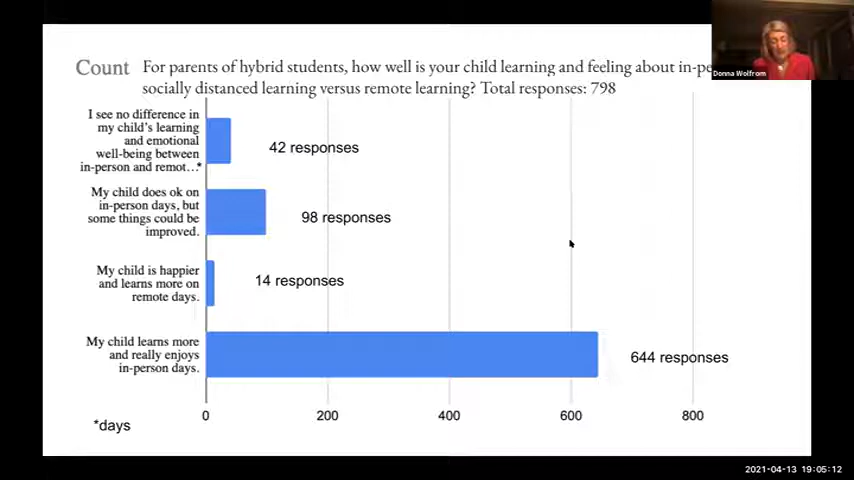 Count
For parents of hybrid students, how well is your child learning and feeling about in-pe
socially distanced learning versus remote learning? Total responses: 798
Donna Wolfrom
I see no difference in
my child's learning
and emotional
well-being between
in-person and remot...*
42 responses
My child does ok on
in-person days, but
some things could be
improved.
98 responses
My child is happier
and learns more on
remote days.
14 responses
My child learns more
and really enjoys
in-person days.
644 responses
0 200 400 600 800
*days
2021-04-13 19:05:12